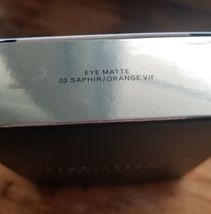 EYE MATTE
03 SAPHIR/ORANGE VIF